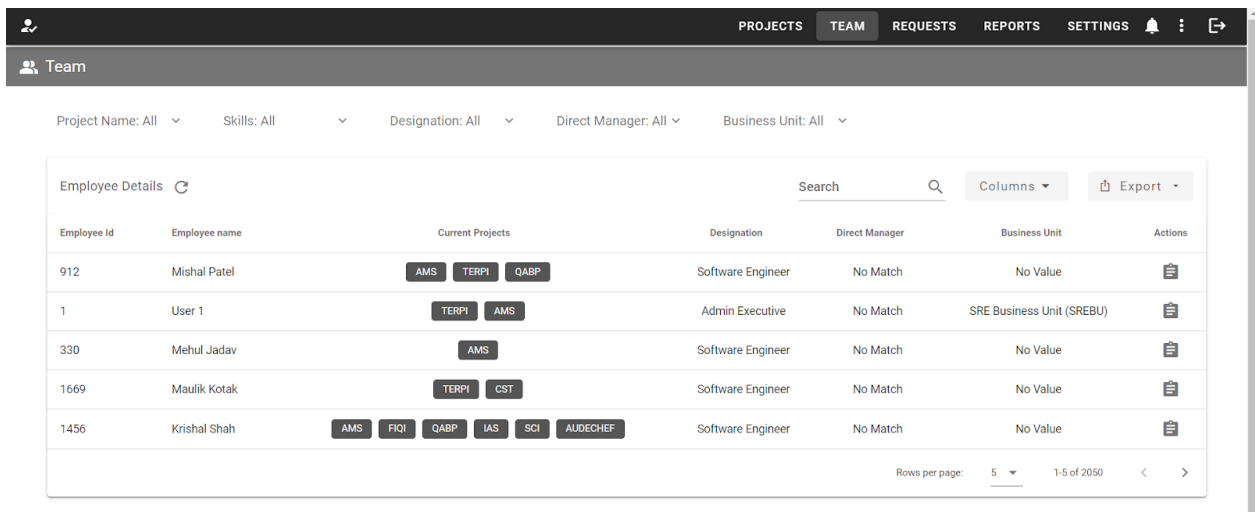 PROJECTS TEAM REQUESTS REPORTS SETTINGS
Team
Project Name: All Skills: All Designation: All Direct Manager: All Business Unit: All
Employee Details Search Columns Export
Employee Id Employee name Current Projects Designation Direct Manager Business Unit Actions
912 Mishal Patel AMS TERPI QABP Software Engineer No Match No Value
1 User 1 TERPI AMS Admin Executive No Match SRE Business Unit (SREBU)
330 Mehul Jadav AMS Software Engineer No Match No Value
1669 Maulik Kotak TERPI CST Software Engineer No Match No Value
1456 Krishal Shah AMS FIQI QABP IAS SCI AUDECHEF Software Engineer No Match No Value
Rows per page: 5 1-5 of 2050